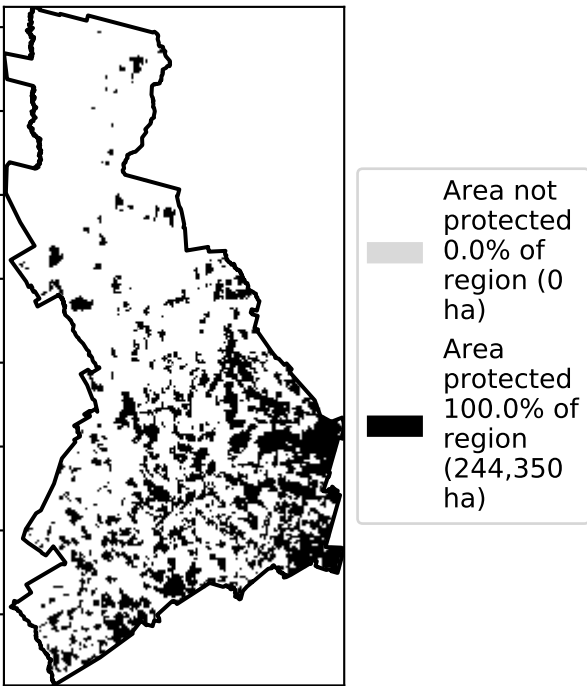 Area not
protected
0.0% of
region (0
ha)
Area
protected
100.0% of
region
(244,350
ha)